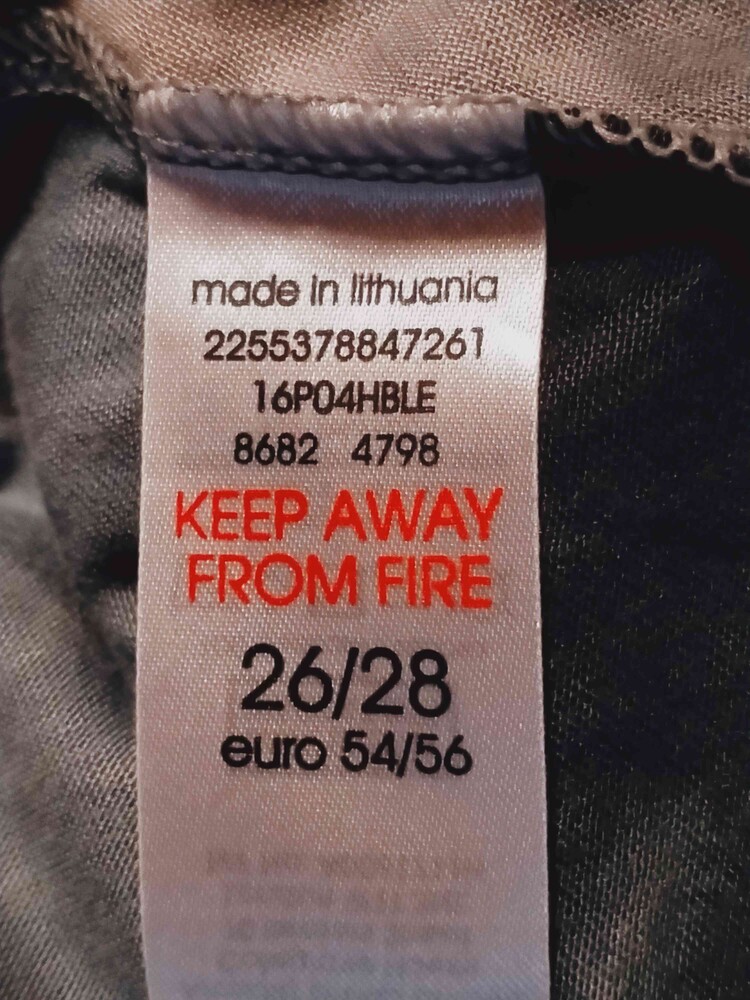 made in lithuania
2255378847261
16P04HBLE
8682 4798
KEEP AWAY
FROM FIRE
26/28
euro 54/56